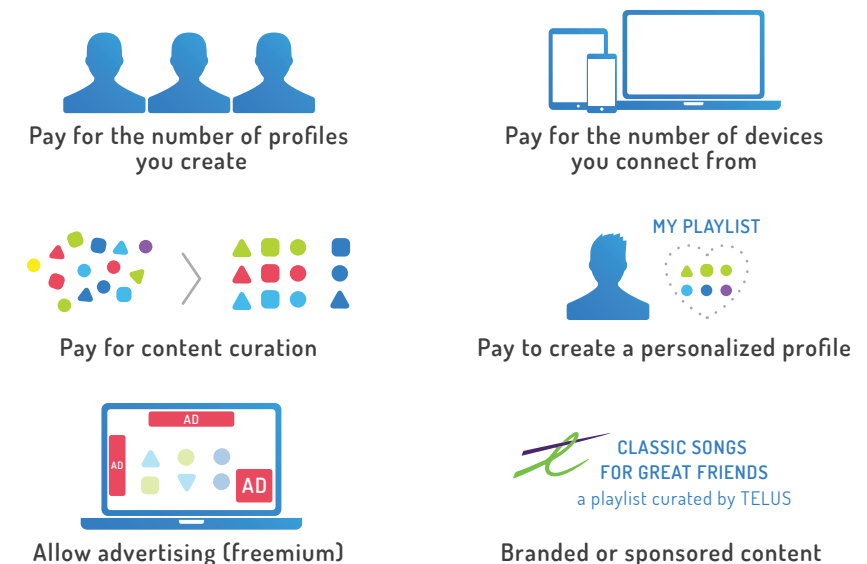 Pay for the number of profiles
you create
Pay for the number of devices
you connect from
MY PLAYLIST
Pay for content curation
Pay to create a personalized profile
AD
AD
AD
CLASSIC SONGS
FOR GREAT FRIENDS
a playlist curated by TELUS
Allow advertising (freemium)
Branded or sponsored content